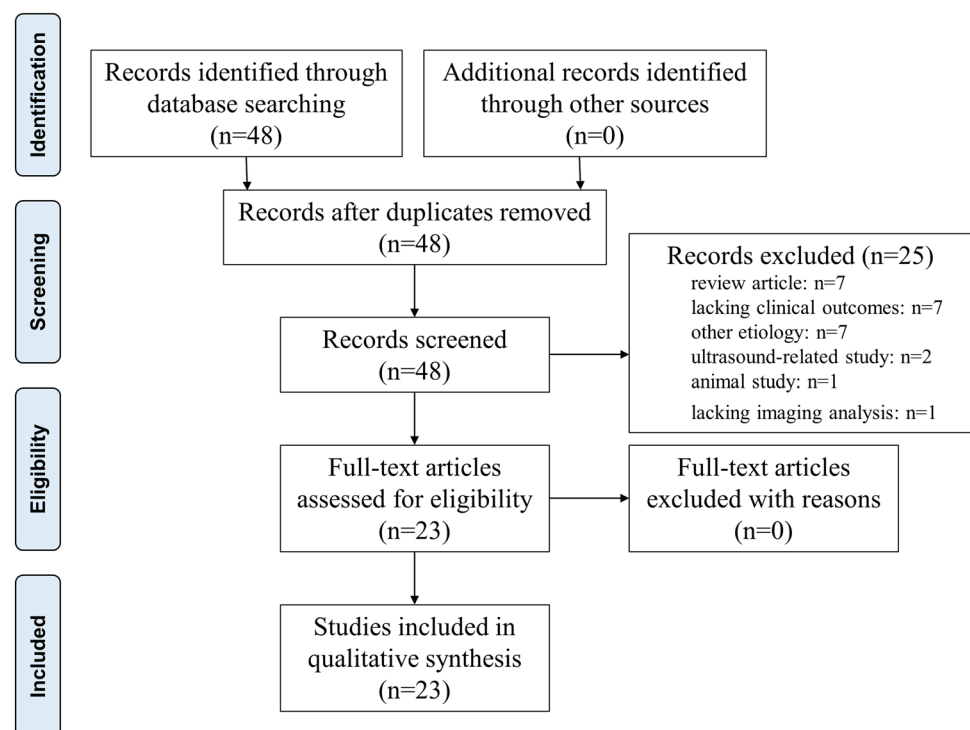 Identification
Records identified through
database searching
(n=48)
Additional records identified
through other sources
(n=0)
Records after duplicates removed
(n=48)
Screening
Records screened
(n=48)
Records excluded (n=25)
review article: n=7
lacking clinical outcomes: n=7
other etiology: n=7
ultrasound-related study: n=2
animal study: n=1
lacking imaging analysis: n=1
Eligibility
Full-text articles
assessed for eligibility
(n=23)
Full-text articles
excluded with reasons
(n=0)
Included
Studies included in
qualitative synthesis
(n=23)